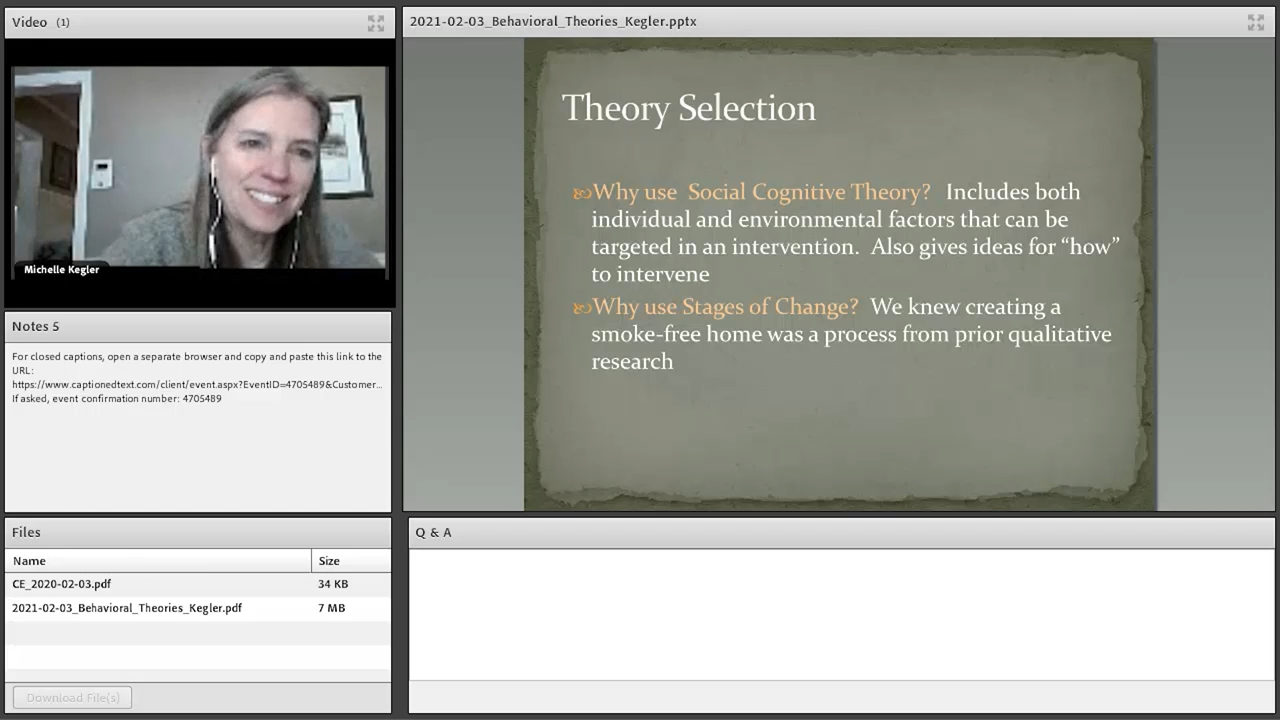 Video (1)
Michelle Kegler
Notes 5
For closed captions, open a separate browser and copy and paste this link to the
URL:
https://www.captionedtext.com/client/event.aspx?EventID=4705489&Customer...
If asked, event confirmation number: 4705489
Files
Name Size
CE_2020-02-03.pdf 34 KB
2021-02-03_Behavioral_Theories_Kegler.pdf 7 MB
Download File(s)
2021-02-03_Behavioral_Theories_Kegler.pptx
Theory Selection
Why use Social Cognitive Theory? Includes both
individual and environmental factors that can be
targeted in an intervention. Also gives ideas for “how”
to intervene
Why use Stages of Change? We knew creating a
smoke-free home was a process from prior qualitative
research
Q & A